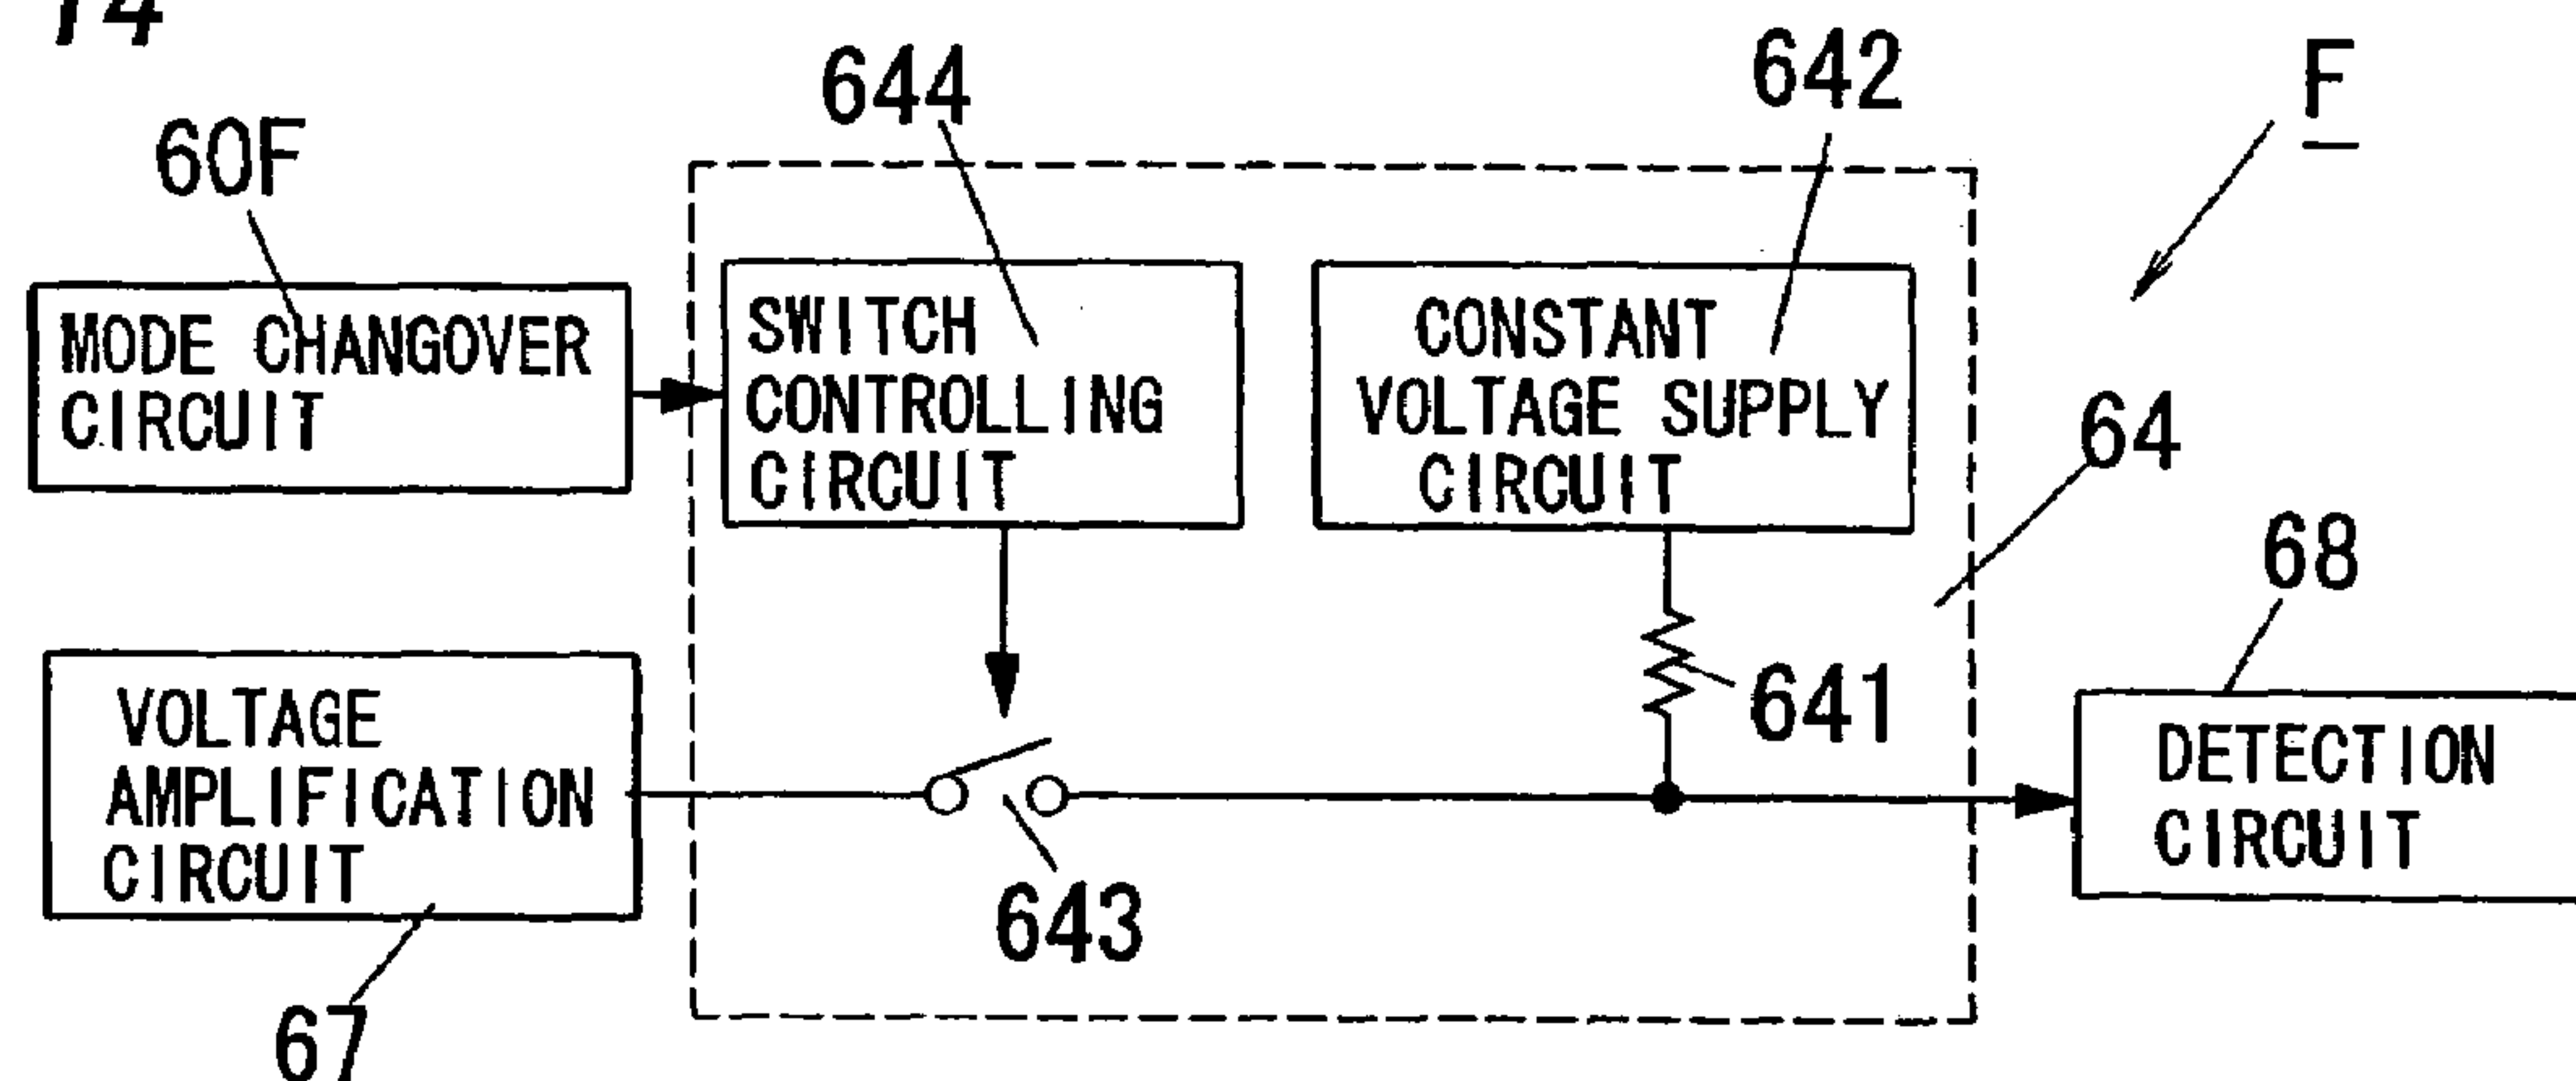 14
644
642
F
60F
MODE CHANGOVER
CIRCUIT
SWITCH
CONTROLLING
CIRCUIT
CONSTANT
VOLTAGE SUPPLY
CIRCUIT
64
68
641
VOLTAGE
AMPLIFICATION
CIRCUIT
DETECTION
CIRCUIT
643
67